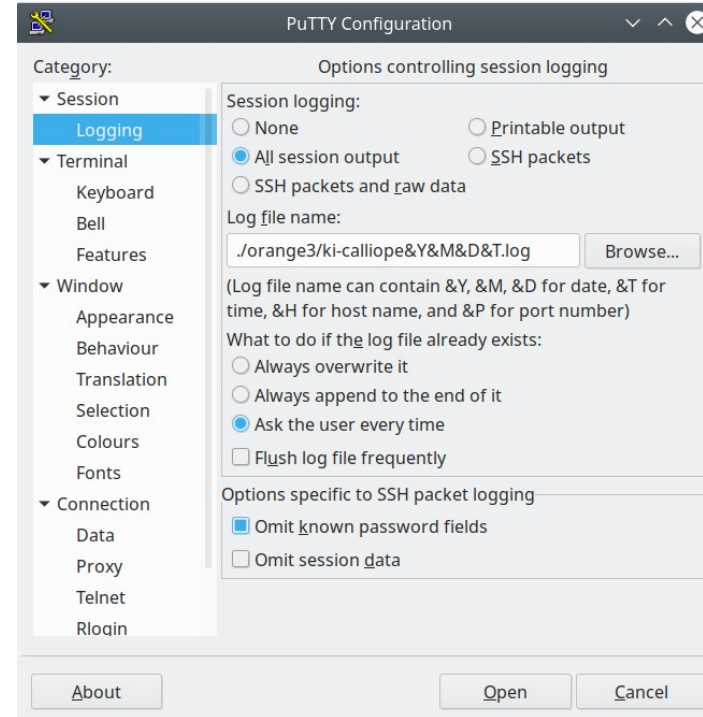 PuTTY Configuration
Category:
Session
Logging
Terminal
Keyboard
Bell
Features
Window
Appearance
Behaviour
Translation
Selection
Colours
Fonts
Connection
Data
Proxy
Telnet
Rlogin
Options controlling session logging
Session logging:
None
Printable output
All session output
SSH packets
SSH packets and raw data
Log file name:
./orange3/ki-calliope&Y&M&D&T.log
Browse...
(Log file name can contain &Y, &M, &D for date, &T for
time, &H for host name, and &P for port number)
What to do if the log file already exists:
Always overwrite it
Always append to the end of it
Ask the user every time
Flush log file frequently
Options specific to SSH packet logging
Omit known password fields
Omit session data
About
Open
Cancel